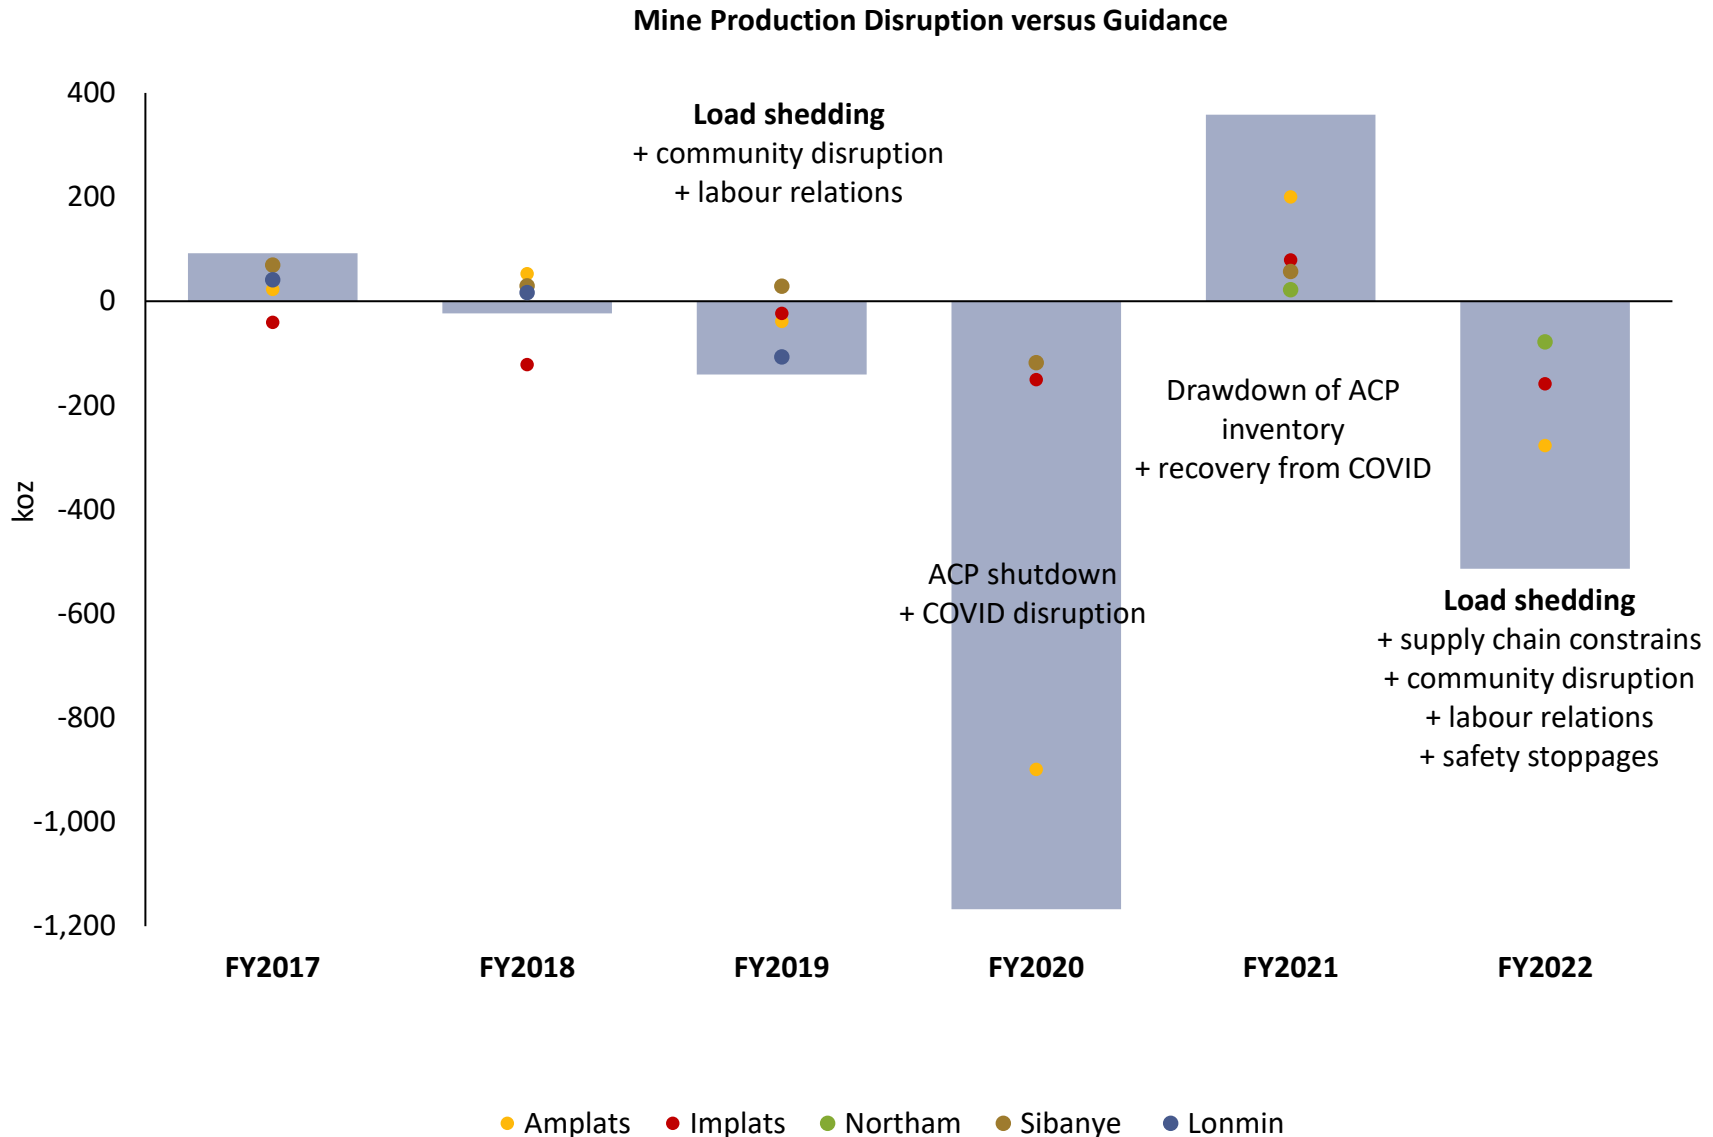 Mine Production Disruption versus Guidance
400
200
0
-200
-400
-600
-800
-1,000
-1,200
koz
Load shedding
+ community disruption
+ labour relations
ACP shutdown
+ COVID disruption
Drawdown of ACP
inventory
+ recovery from COVID
Load shedding
+ supply chain constrains
+ community disruption
+ labour relations
+ safety stoppages
FY2017
FY2018
FY2019
FY2020
FY2021
FY2022
Amplats
Implats
Northam
Sibanye
Lonmin